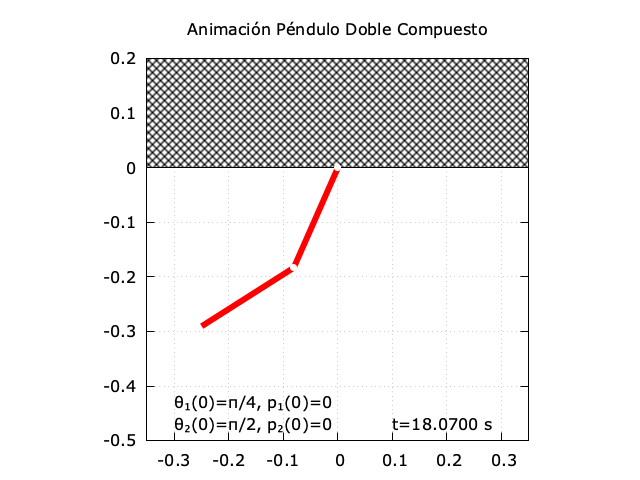 Animación Péndulo Doble Compuesto
0.2
0.1
0
-0.1
-0.2
-0.3
-0.4
-0.5
θ₁(0)=π/4, p₁(0)=0
θ₂(0)=π/2, p₂(0)=0 t=18.0700 s
-0.3 -0.2 -0.1 0 0.1 0.2 0.3